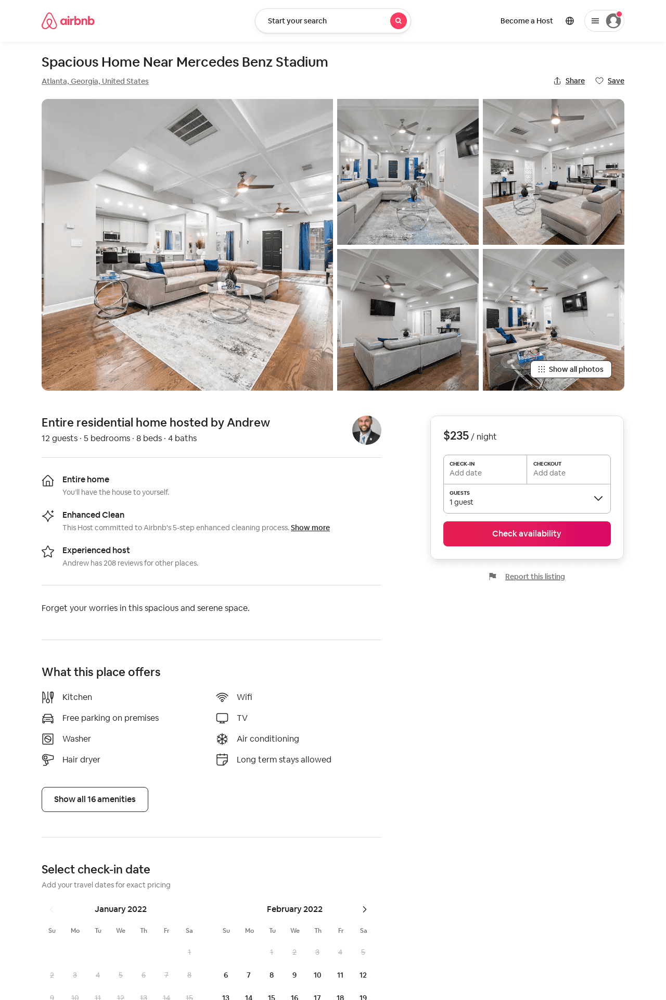 airbnb
Start your search
Become a Host
Spacious Home Near Mercedes Benz Stadium
Atlanta, Georgia, United States
Share
Save
Show all photos
Entire residential home hosted by Andrew
12 guests · 5 bedrooms · 8 beds · 4 baths
$235 / night
CHECK-IN
Add date
CHECKOUT
Add date
GUESTS
1 guest
Check availability
Report this listing
Entire home
You’ll have the house to yourself.
Enhanced Clean
This Host committed to Airbnb's 5-step enhanced cleaning process. Show more
Experienced host
Andrew has 208 reviews for other places.
Forget your worries in this spacious and serene space.
What this place offers
Kitchen
Wifi
Free parking on premises
TV
Washer
Air conditioning
Hair dryer
Long term stays allowed
Show all 16 amenities
Select check-in date
Add your travel dates for exact pricing
January 2022
Su Mo Tu We Th Fr Sa
1
2 3 4 5 6 7 8
9 10 11 12 13 14 15
February 2022
Su Mo Tu We Th Fr Sa
1 2 3 4 5
6 7 8 9 10 11 12
13 14 15 16 17 18 19